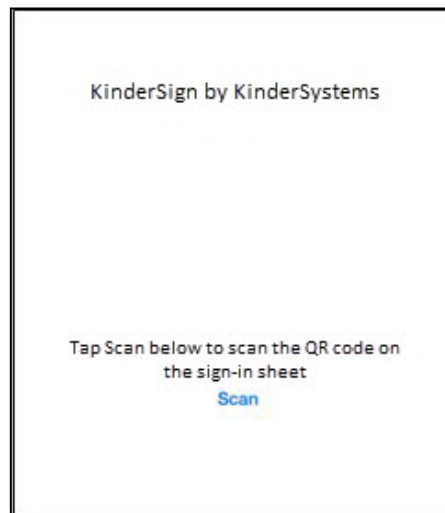 KinderSign by KinderSystems
Tap Scan below to scan the QR code on
the sign-in sheet
Scan